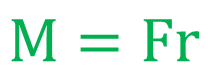 M = Fr